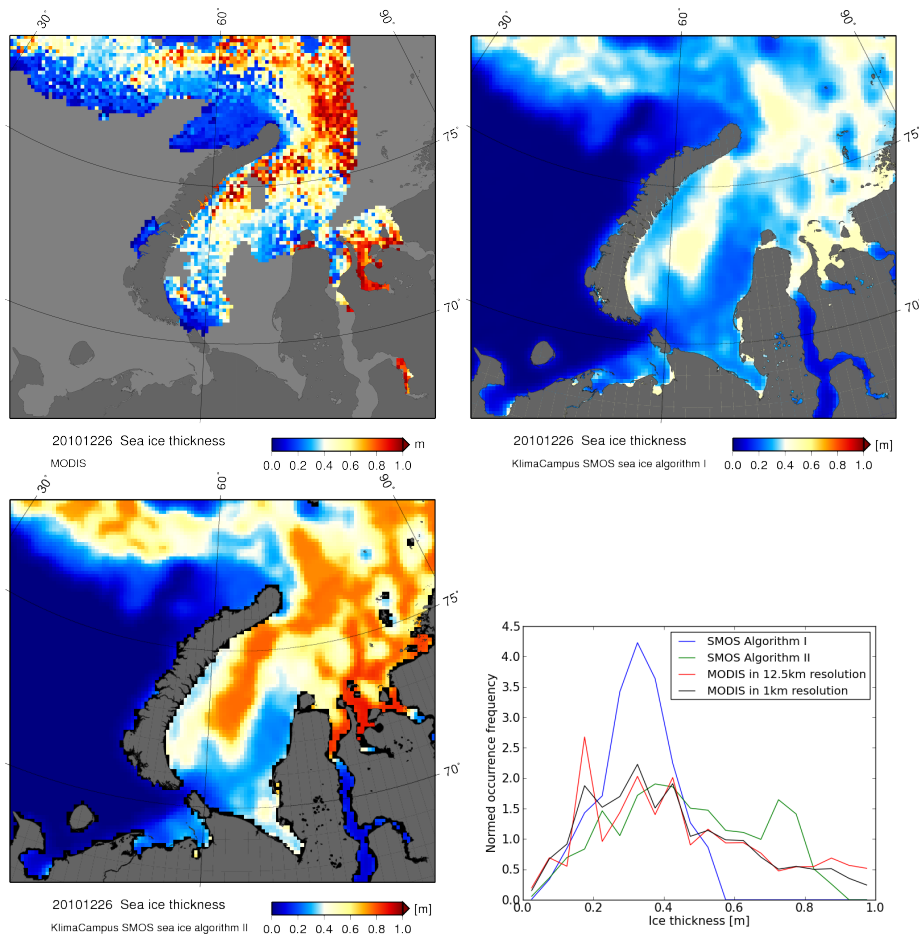 30° 60° 90°
75°
70°
20101226 Sea ice thickness
MODIS
0.0 0.2 0.4 0.6 0.8 1.0 m
30° 60° 90°
75°
70°
20101226 Sea ice thickness
KlimaCampus SMOS sea ice algorithm I
0.0 0.2 0.4 0.6 0.8 1.0 [m]
30° 60° 90°
75°
70°
20101226 Sea ice thickness
KlimaCampus SMOS sea ice algorithm II
0.0 0.2 0.4 0.6 0.8 1.0 [m]
4.5
4.0
3.5
3.0
2.5
2.0
1.5
1.0
0.5
0.0
Normed occurrence frequency
SMOS Algorithm I
SMOS Algorithm II
MODIS in 12.5km resolution
MODIS in 1km resolution
0.0 0.2 0.4 0.6 0.8 1.0
Ice thickness [m]